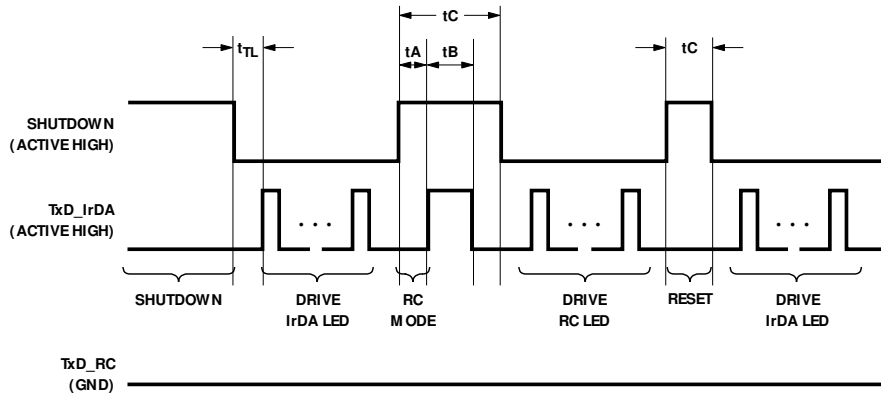 tC
tTL
tA
tB
tC
SHUTDOWN
(ACTIVE HIGH)
TxD_IrDA
(ACTIVE HIGH)
. . .
. . .
. . .
SHUTDOWN
DRIVE
IrDA LED
RC
MODE
DRIVE
RC LED
RESET
DRIVE
IrDA LED
TxD_RC
(GND)